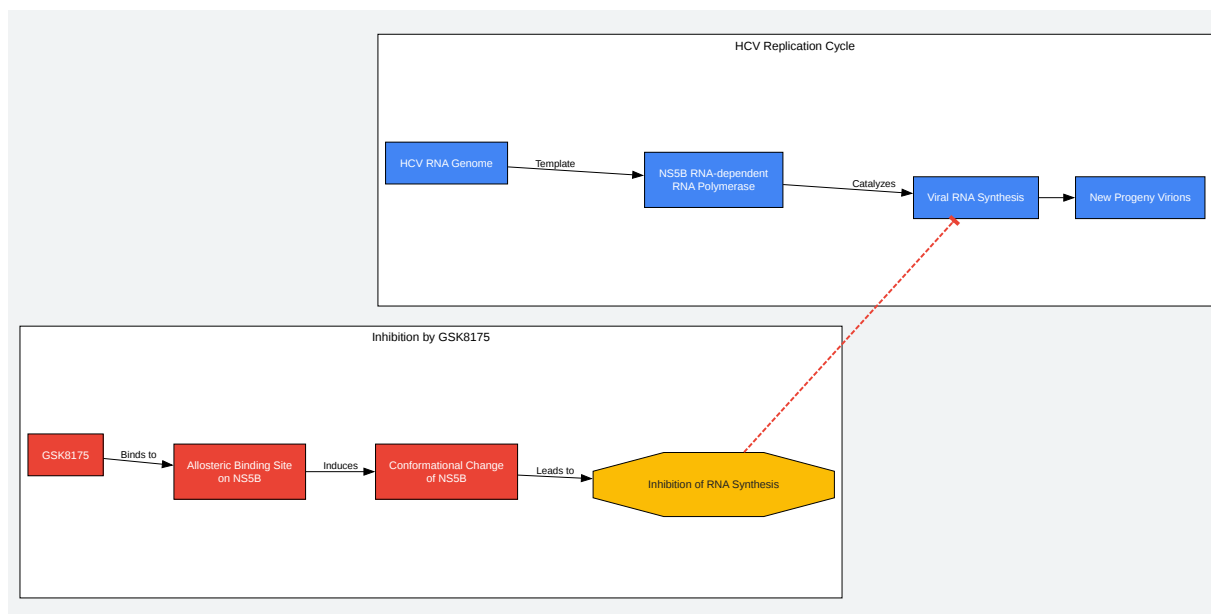 HCV Replication Cycle
HCV RNA Genome
Template
NS5B RNA-dependent
RNA Polymerase
Catalyzes
Viral RNA Synthesis
New Progeny Virions
Inhibition by GSK8175
GSK8175
Binds to
Allosteric Binding Site
on NS5B
Induces
Conformational Change
of NS5B
Leads to
Inhibition of RNA Synthesis